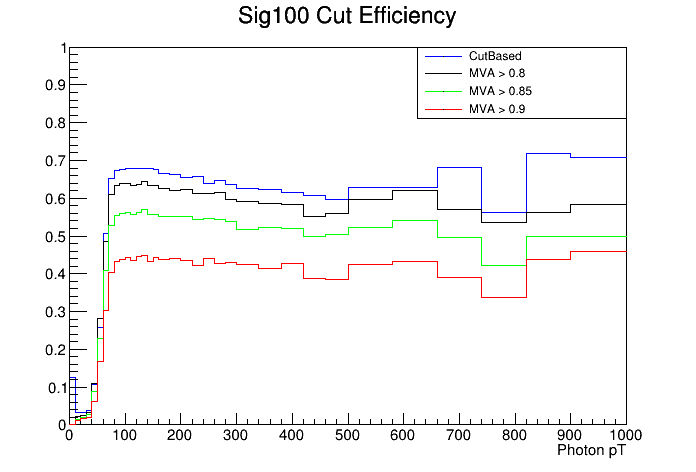 Sig100 Cut Efficiency
CutBased
MVA > 0.8
MVA > 0.85
MVA > 0.9
1
0.9
0.8
0.7
0.6
0.5
0.4
0.3
0.2
0.1
0
0 100 200 300 400 500 600 700 800 900 1000
Photon pT